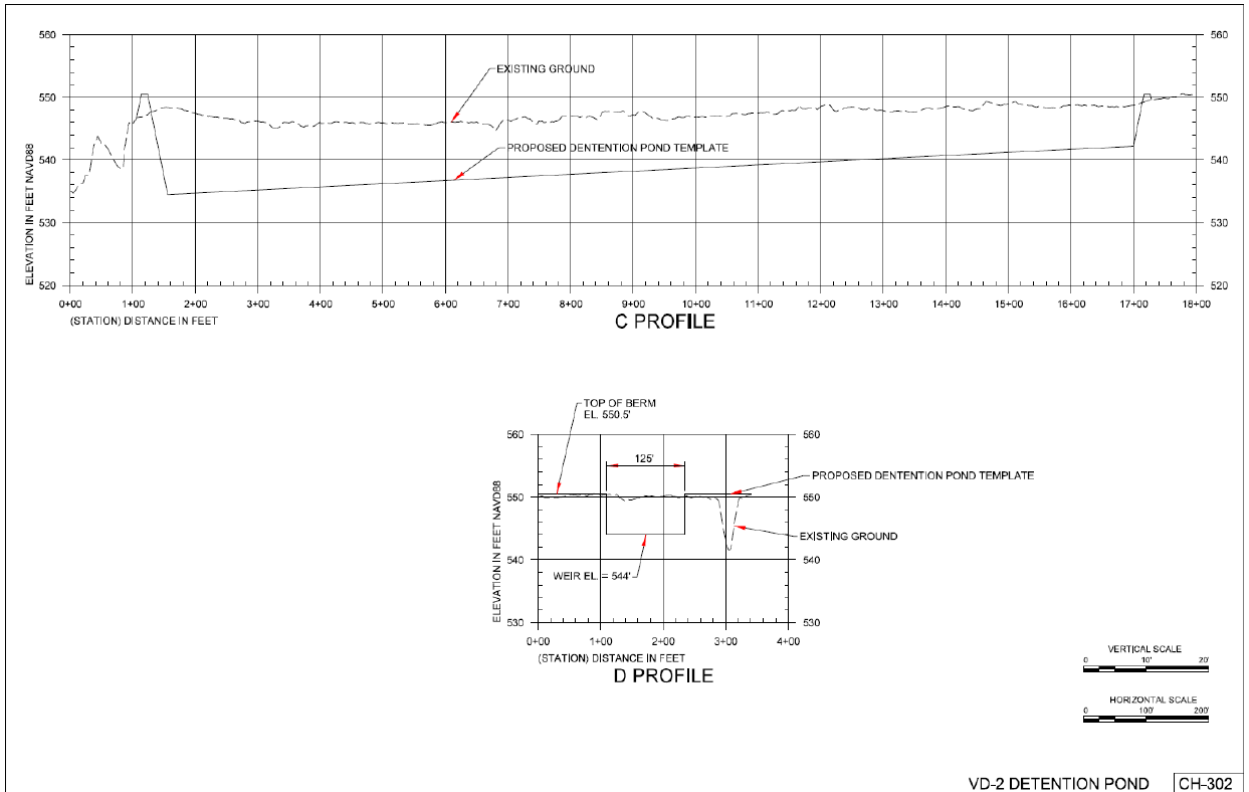 560
560
EXISTING GROUND
550
550
PROPOSED DENTENTION POND TEMPLATE
540
540
530
530
520
520
ELEVATION IN FEET NAVD88
0+00 1+00 2+00 3+00 4+00 5+00 6+00 7+00 8+00 9+00 10+00 11+00 12+00 13+00 14+00 15+00 16+00 17+00 18+00
(STATION) DISTANCE IN FEET
C PROFILE
TOP OF BERM
EL. 550.5'
560
560
125'
PROPOSED DENTENTION POND TEMPLATE
550
550
EXISTING GROUND
540
540
WEIR EL. = 544'
530
530
ELEVATION IN FEET NAVD88
0+00 1+00 2+00 3+00 4+00
(STATION) DISTANCE IN FEET
D PROFILE
VERTICAL SCALE
0 10' 20'
HORIZONTAL SCALE
0 100' 200'
VD-2 DETENTION POND CH-302